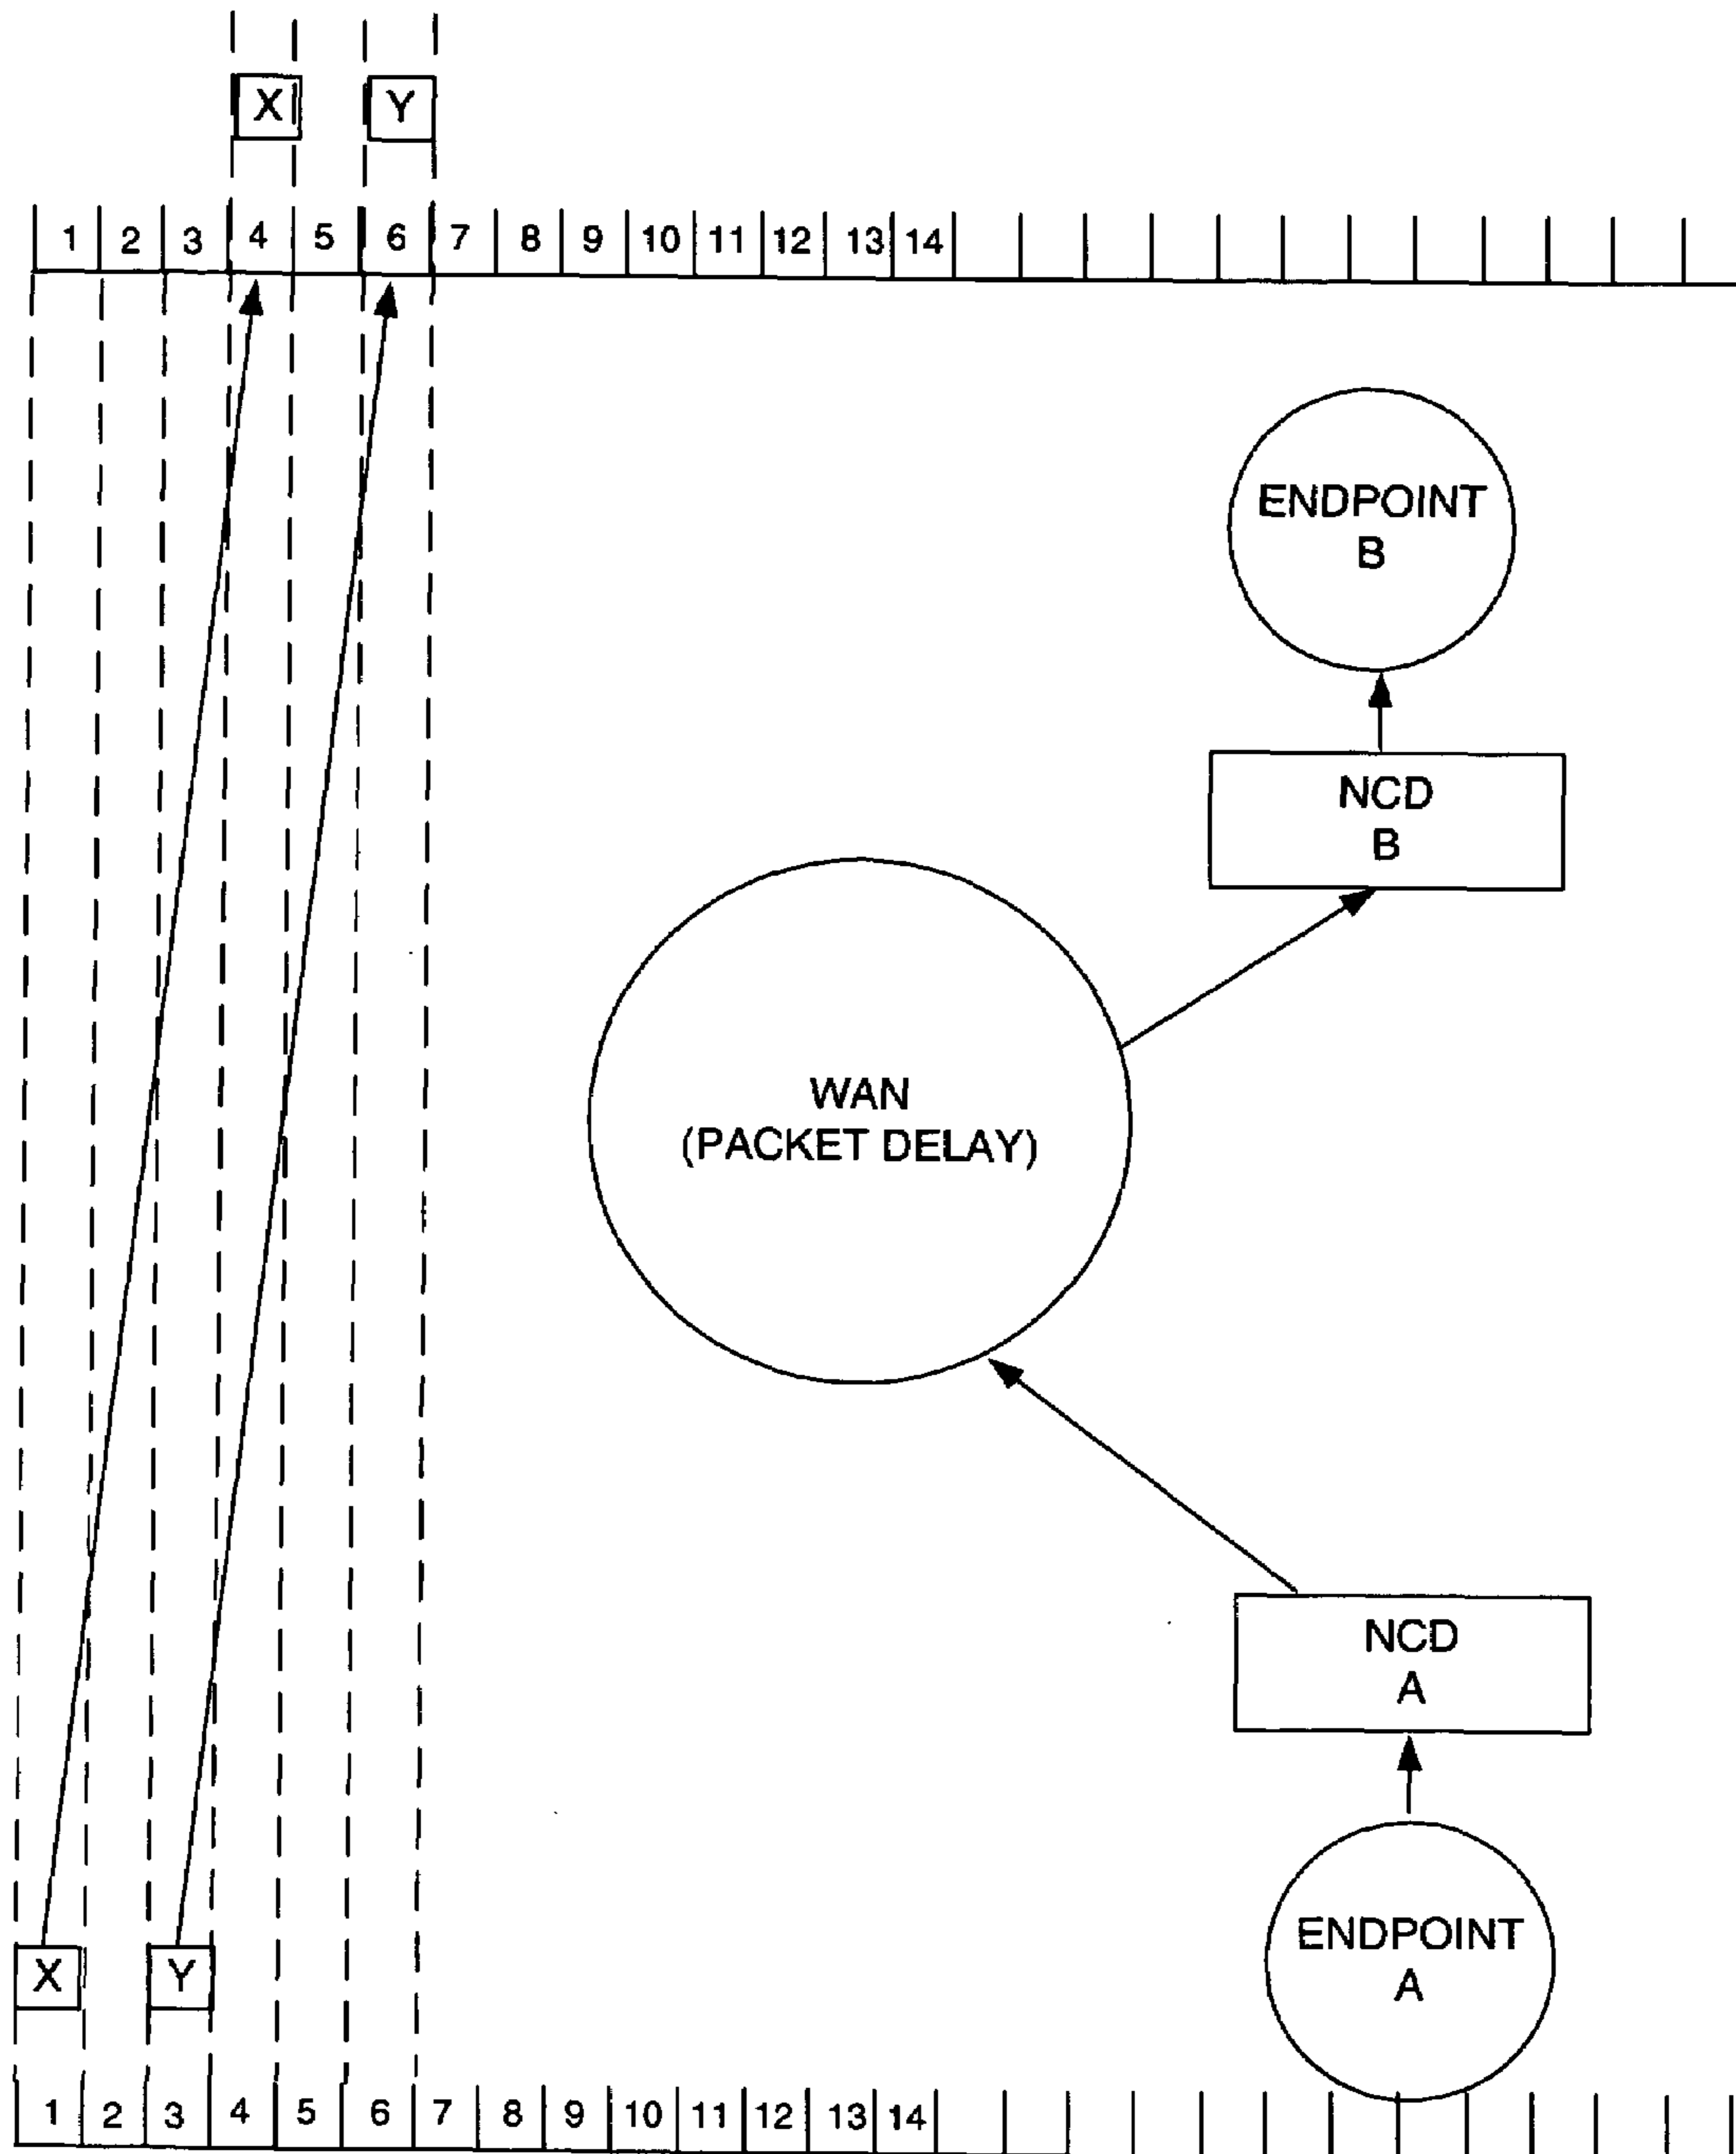 X Y
1 2 3 4 5 6 7 8 9 10 11 12 13 14
ENDPOINT
B
NCD
B
WAN
(PACKET DELAY)
NCD
A
ENDPOINT
A
X Y
1 2 3 4 5 6 7 8 9 10 11 12 13 14